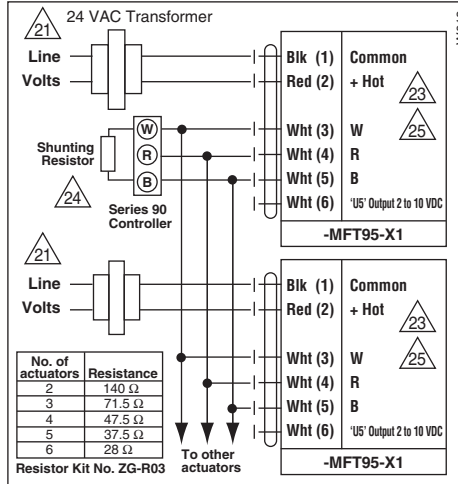 21 24 VAC Transformer
Line
Volts
Blk (1) Common
Red (2) + Hot
23
25
Wht (3) W
Wht (4) R
Wht (5) B
Wht (6) 'U5' Output 2 to 10 VDC
-MFT95-X1
Shunting
Resistor
24
W
R
B
Series 90
Controller
21
Line
Volts
Blk (1) Common
Red (2) + Hot
23
25
Wht (3) W
Wht (4) R
Wht (5) B
Wht (6) 'U5' Output 2 to 10 VDC
-MFT95-X1
No. of
actuators Resistance
2 140 Ω
3 71.5 Ω
4 47.5 Ω
5 37.5 Ω
6 28 Ω
Resistor Kit No. ZG-R03
To other
actuators